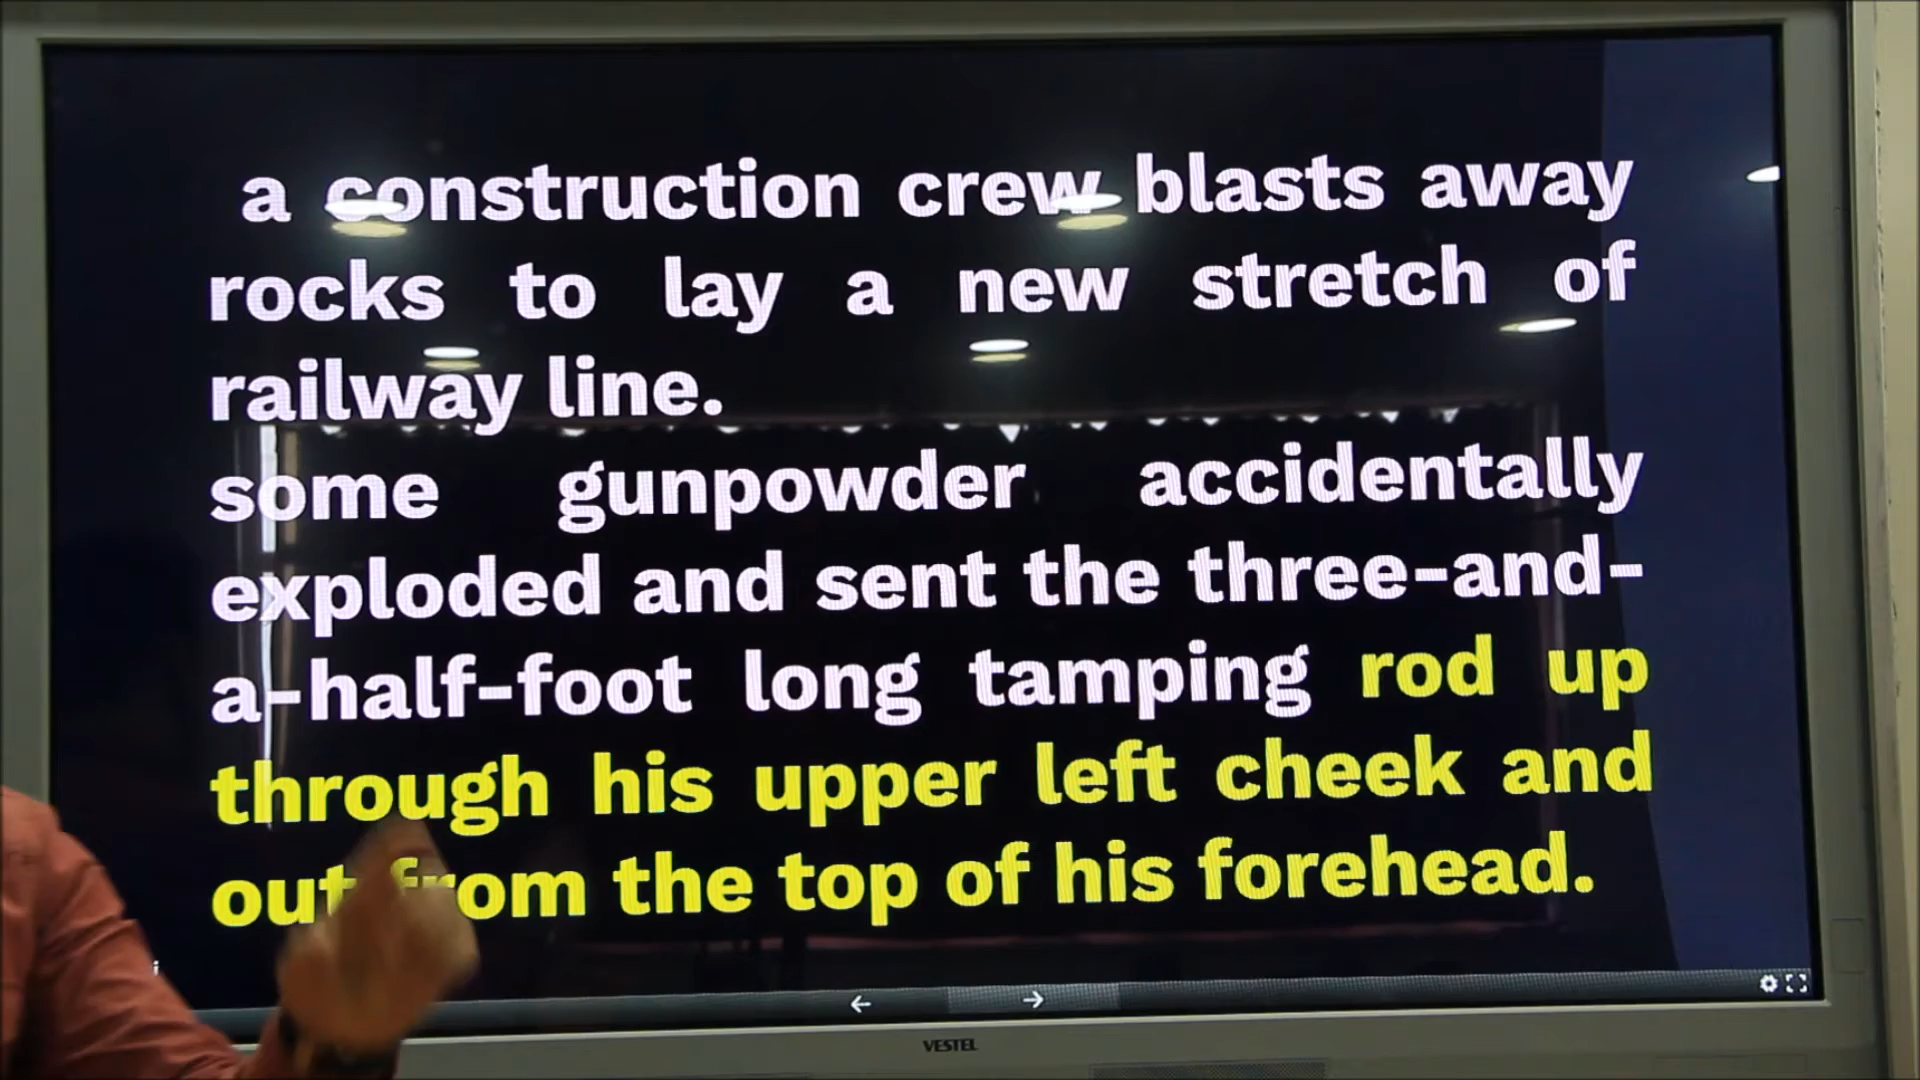 a construction crew blasts away
rocks to lay a new stretch of
railway line.
some gunpowder accidentally
exploded and sent the three-and-
a-half-foot long tamping rod up
through his upper left cheek and
out from the top of his forehead.
VESTEL